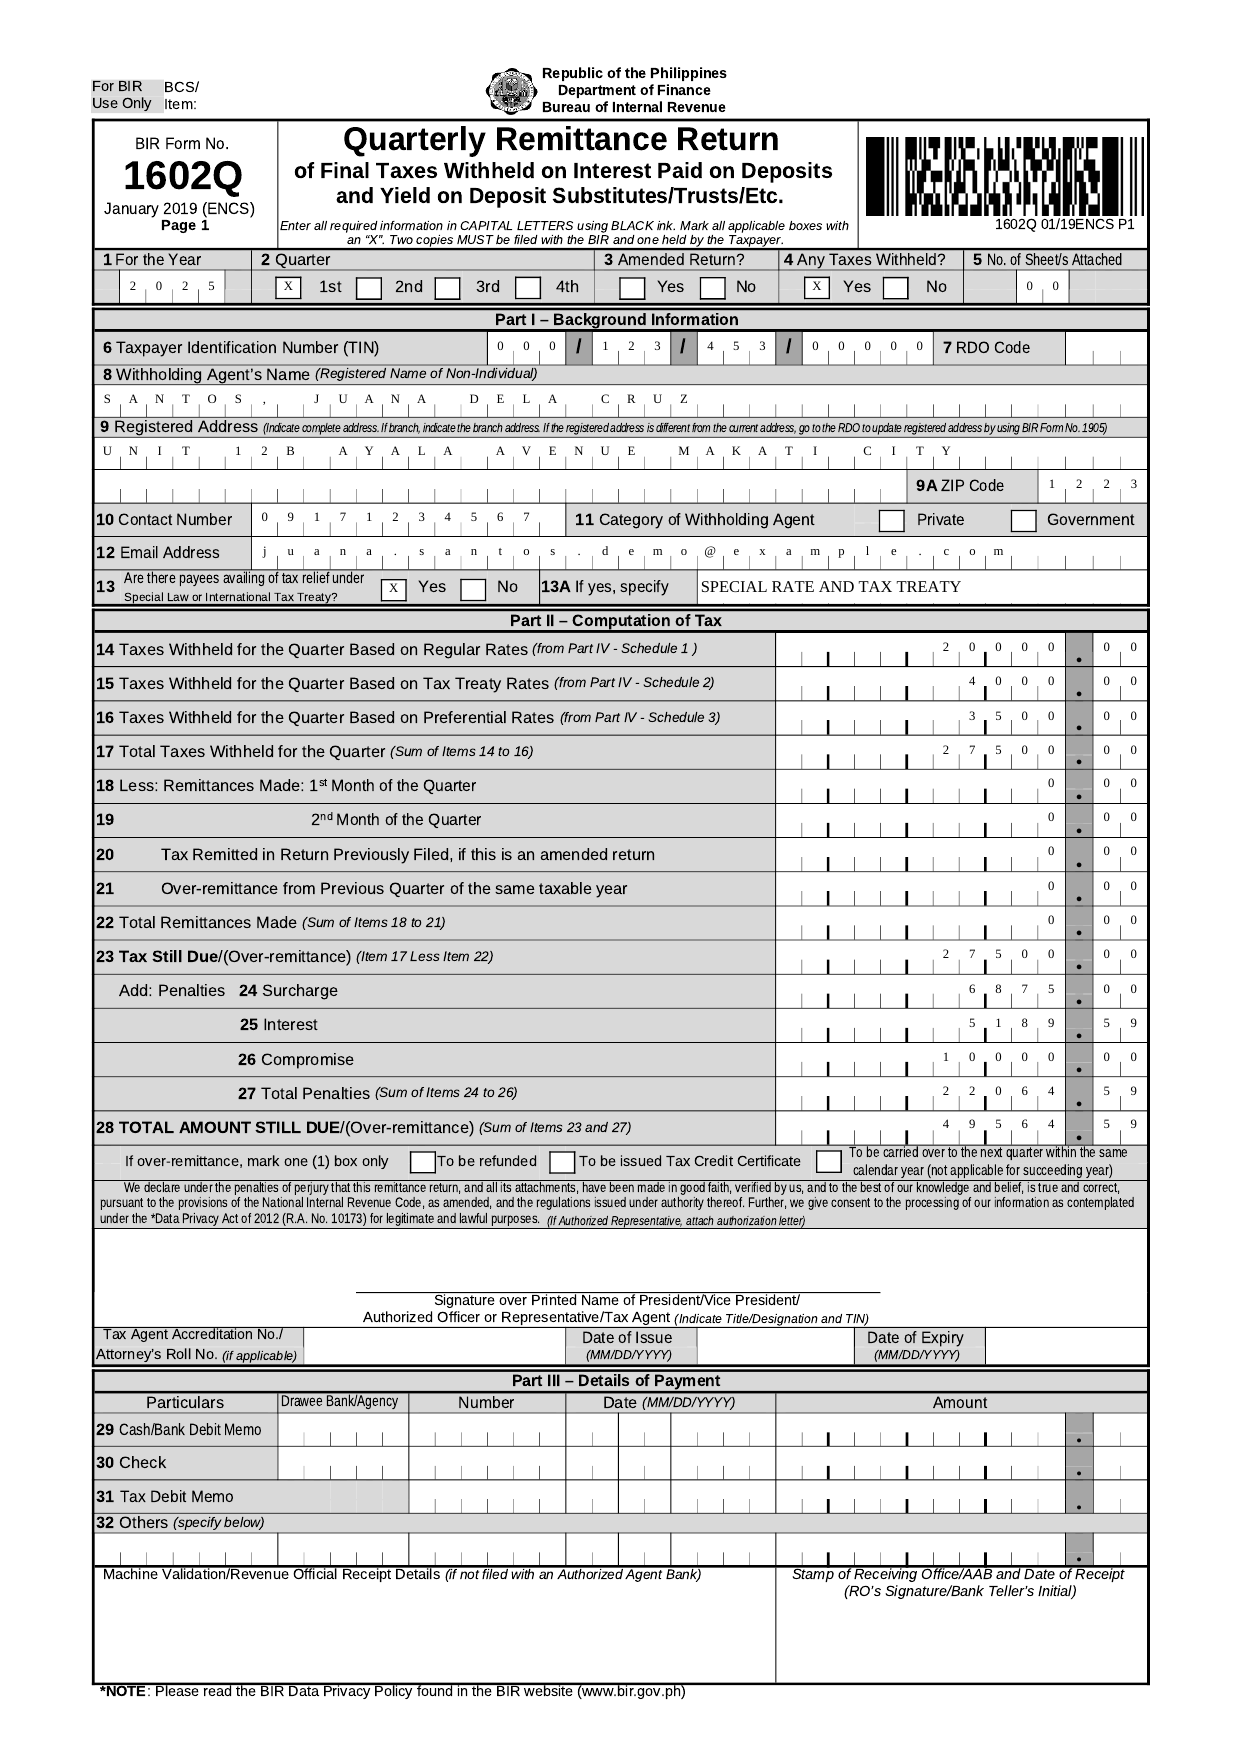 For BIR Use Only
BCS/ Item:
Republic of the Philippines
Department of Finance
Bureau of Internal Revenue
BIR Form No.
1602Q
January 2019 (ENCS)
Page 1
Quarterly Remittance Return
of Final Taxes Withheld on Interest Paid on Deposits
and Yield on Deposit Substitutes/Trusts/Etc.
Enter all required information in CAPITAL LETTERS using BLACK ink. Mark all applicable boxes with
an “X”. Two copies MUST be filed with the BIR and one held by the Taxpayer.
1602Q 01/19ENCS P1
1 For the Year 2 Quarter 3 Amended Return? 4 Any Taxes Withheld? 5 No. of Sheet/s Attached
2 0 2 5 X 1st 2nd 3rd 4th Yes No X Yes No 0 0
Part I – Background Information
6 Taxpayer Identification Number (TIN) 0 0 0 / 1 2 3 / 4 5 3 / 0 0 0 0 0 7 RDO Code
8 Withholding Agent’s Name (Registered Name of Non-Individual)
SANTOS, JUANA DELA CRUZ
9 Registered Address (Indicate complete address. If branch, indicate the branch address. If the registered address is different from the current address, go to the RDO to update registered address by using BIR Form No. 1905)
UNIT 12B AYALA AVENUE MAKATI CITY
9A ZIP Code 1 2 2 3
10 Contact Number 0 9 1 7 1 2 3 4 5 6 7 11 Category of Withholding Agent Private Government
12 Email Address juana.santos.demo@example.com
13 Are there payees availing of tax relief under
Special Law or International Tax Treaty? X Yes No 13A If yes, specify SPECIAL RATE AND TAX TREATY
Part II – Computation of Tax
14 Taxes Withheld for the Quarter Based on Regular Rates (from Part IV - Schedule 1 ) 2 0 0 0 0 . 0 0
15 Taxes Withheld for the Quarter Based on Tax Treaty Rates (from Part IV - Schedule 2) 4 0 0 0 . 0 0
16 Taxes Withheld for the Quarter Based on Preferential Rates (from Part IV - Schedule 3) 3 5 0 0 . 0 0
17 Total Taxes Withheld for the Quarter (Sum of Items 14 to 16) 2 7 5 0 0 . 0 0
18 Less: Remittances Made: 1st Month of the Quarter 0 . 0 0
19 2nd Month of the Quarter 0 . 0 0
20 Tax Remitted in Return Previously Filed, if this is an amended return 0 . 0 0
21 Over-remittance from Previous Quarter of the same taxable year 0 . 0 0
22 Total Remittances Made (Sum of Items 18 to 21) 0 . 0 0
23 Tax Still Due/(Over-remittance) (Item 17 Less Item 22) 2 7 5 0 0 . 0 0
Add: Penalties 24 Surcharge 6 8 7 5 . 0 0
25 Interest 5 1 8 9 . 5 9
26 Compromise 1 0 0 0 0 . 0 0
27 Total Penalties (Sum of Items 24 to 26) 2 2 0 6 4 . 5 9
28 TOTAL AMOUNT STILL DUE/(Over-remittance) (Sum of Items 23 and 27) 4 9 5 6 4 . 5 9
If over-remittance, mark one (1) box only To be refunded To be issued Tax Credit Certificate To be carried over to the next quarter within the same
calendar year (not applicable for succeeding year)
We declare under the penalties of perjury that this remittance return, and all its attachments, have been made in good faith, verified by us, and to the best of our knowledge and belief, is true and correct,
pursuant to the provisions of the National Internal Revenue Code, as amended, and the regulations issued under authority thereof. Further, we give consent to the processing of our information as contemplated
under the *Data Privacy Act of 2012 (R.A. No. 10173) for legitimate and lawful purposes. (If Authorized Representative, attach authorization letter)
Signature over Printed Name of President/Vice President/
Authorized Officer or Representative/Tax Agent (Indicate Title/Designation and TIN)
Tax Agent Accreditation No./
Attorney’s Roll No. (if applicable)
Date of Issue
(MM/DD/YYYY)
Date of Expiry
(MM/DD/YYYY)
Part III – Details of Payment
Particulars Drawee Bank/Agency Number Date (MM/DD/YYYY) Amount
29 Cash/Bank Debit Memo .
30 Check .
31 Tax Debit Memo .
32 Others (specify below)
.
Machine Validation/Revenue Official Receipt Details (if not filed with an Authorized Agent Bank)
Stamp of Receiving Office/AAB and Date of Receipt
(RO’s Signature/Bank Teller’s Initial)
*NOTE: Please read the BIR Data Privacy Policy found in the BIR website (www.bir.gov.ph)